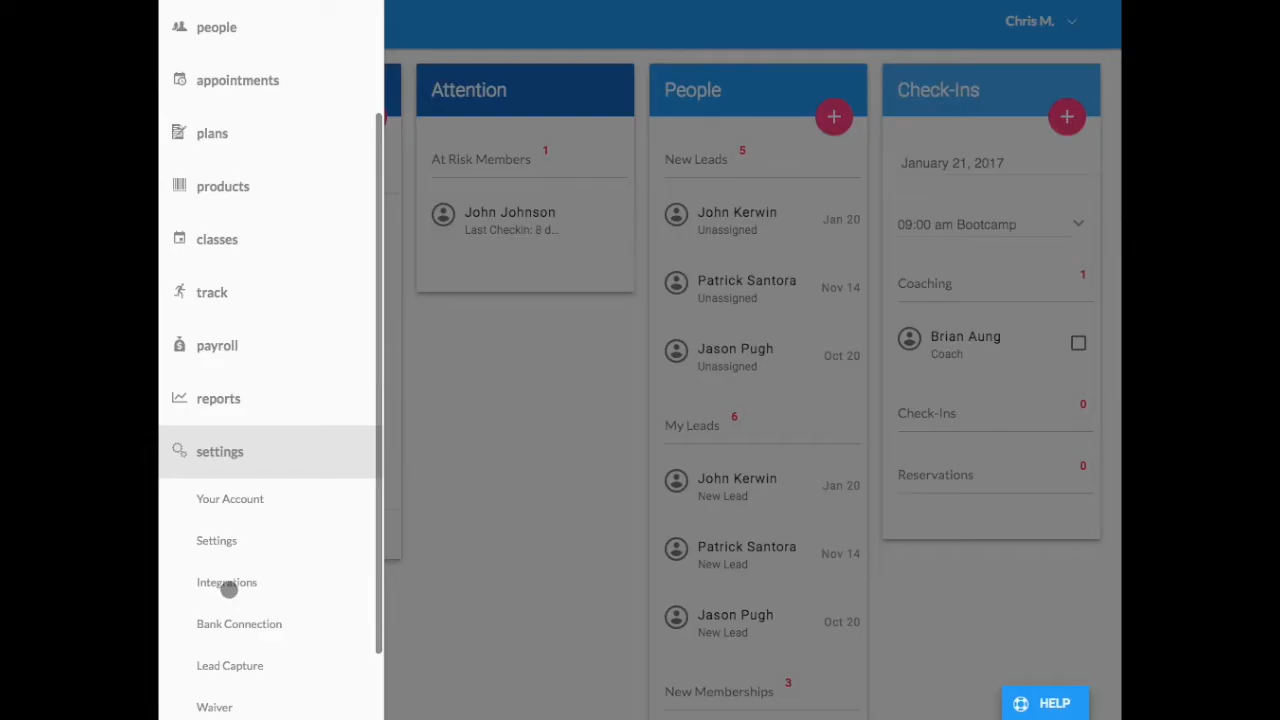 people
appointments
plans
products
classes
track
payroll
reports
settings
Your Account
Settings
Integrations
Bank Connection
Lead Capture
Waiver
Chris M.
Attention
At Risk Members 1
John Johnson
Last Checkin: 8 d...
People
+
New Leads 5
John Kerwin Jan 20
Unassigned
Patrick Santora Nov 14
Unassigned
Jason Pugh Oct 20
Unassigned
My Leads 6
John Kerwin Jan 20
New Lead
Patrick Santora Nov 14
New Lead
Jason Pugh Oct 20
New Lead
New Memberships 3
Check-Ins
+
January 21, 2017
09:00 am Bootcamp
Coaching 1
Brian Aung
Coach
Check-Ins 0
Reservations 0
HELP